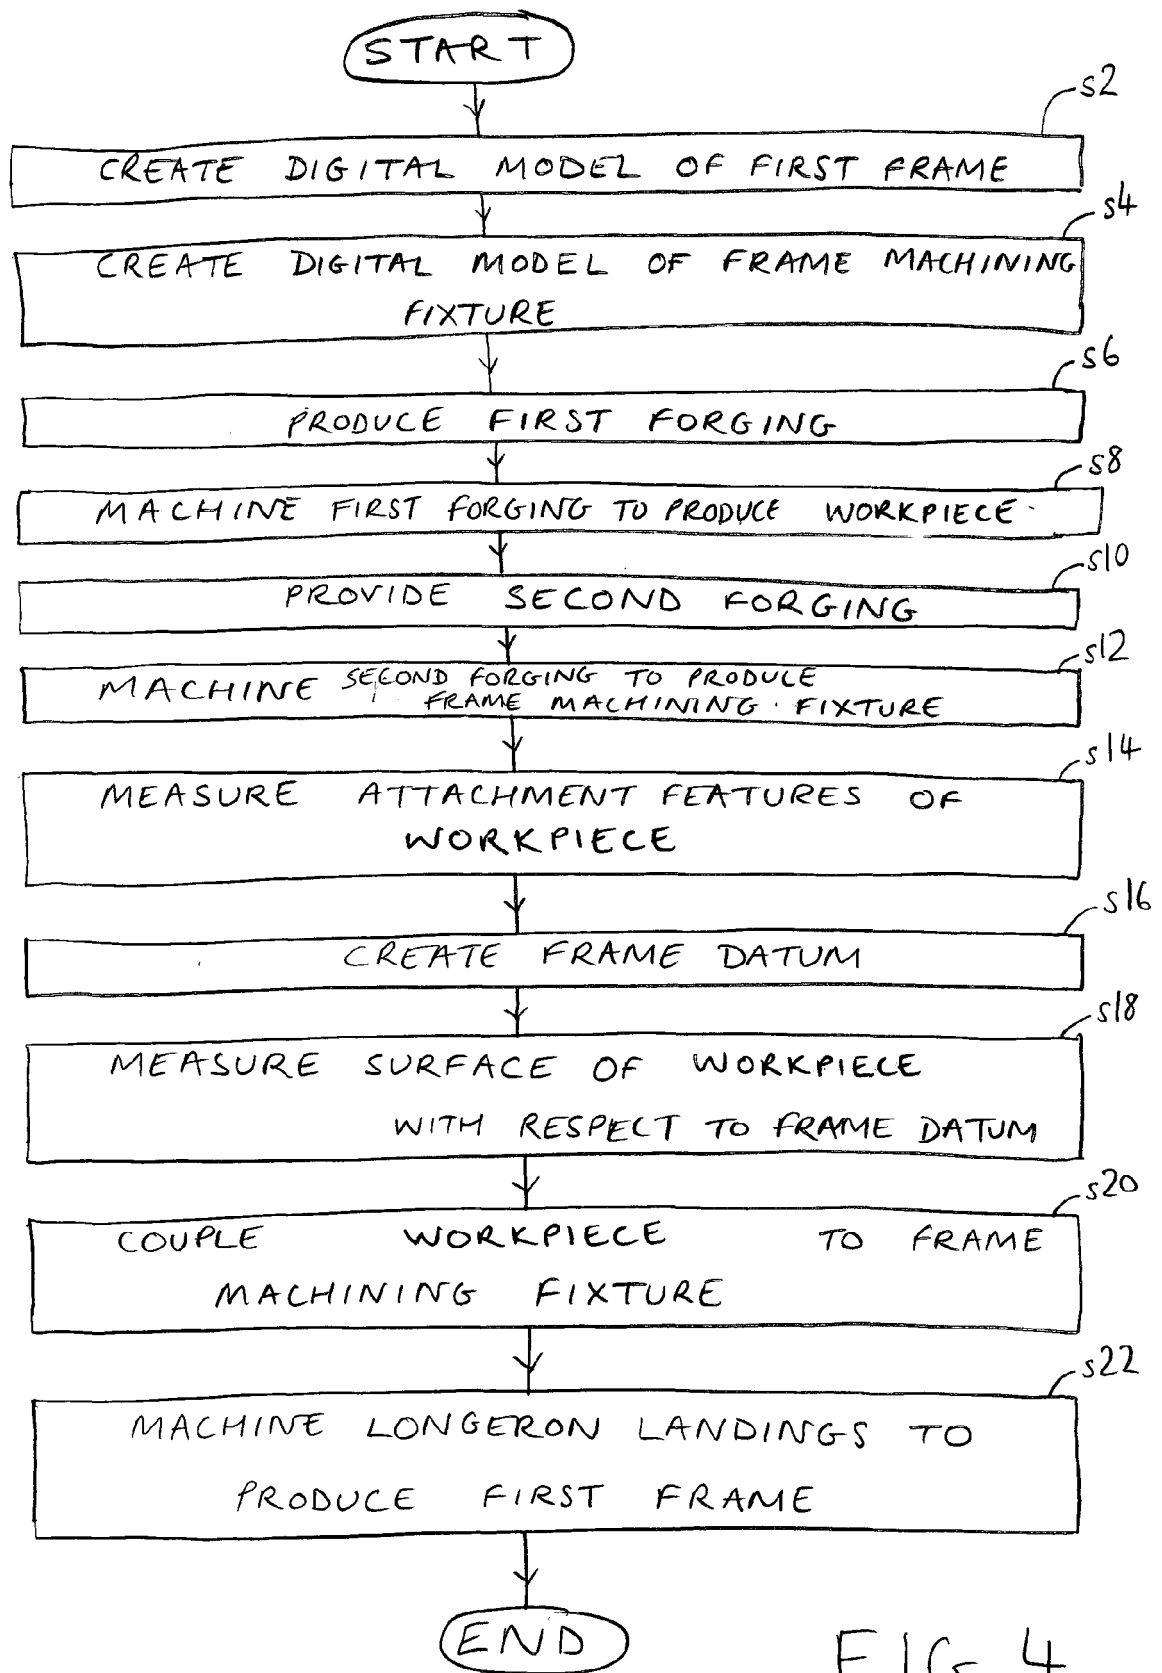 START
s2
CREATE DIGITAL MODEL OF FIRST FRAME
s4
CREATE DIGITAL MODEL OF FRAME MACHINING
FIXTURE
s6
PRODUCE FIRST FORGING
s8
MACHINE FIRST FORGING TO PRODUCE WORKPIECE
s10
PROVIDE SECOND FORGING
s12
MACHINE SECOND FORGING TO PRODUCE
FRAME MACHINING FIXTURE
s14
MEASURE ATTACHMENT FEATURES OF
WORKPIECE
s16
CREATE FRAME DATUM
s18
MEASURE SURFACE OF WORKPIECE
WITH RESPECT TO FRAME DATUM
s20
COUPLE WORKPIECE TO FRAME
MACHINING FIXTURE
s22
MACHINE LONGERON LANDINGS TO
PRODUCE FIRST FRAME
END
FIG 4